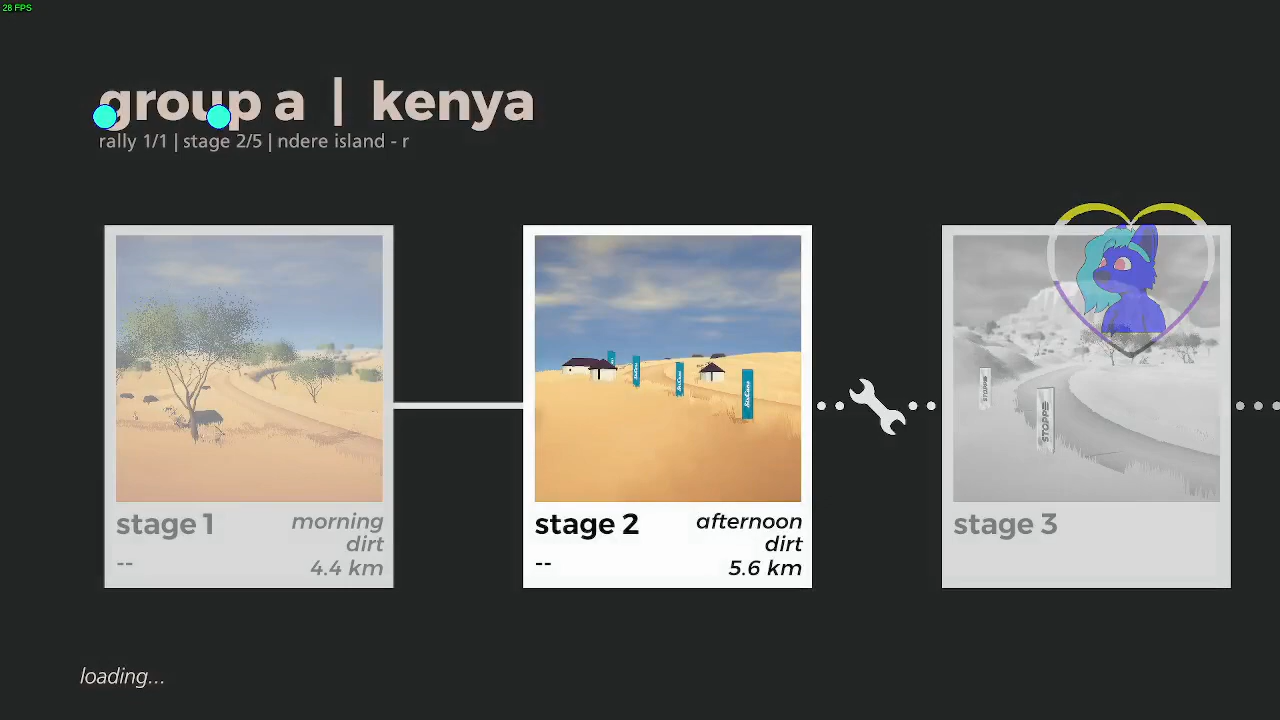 28 FPS
group a | kenya
rally 1/1 | stage 2/5 | ndere island - r
STOPPE
stage 1
morning
dirt
--
4.4 km
stage 2
afternoon
dirt
--
5.6 km
stage 3
loading...